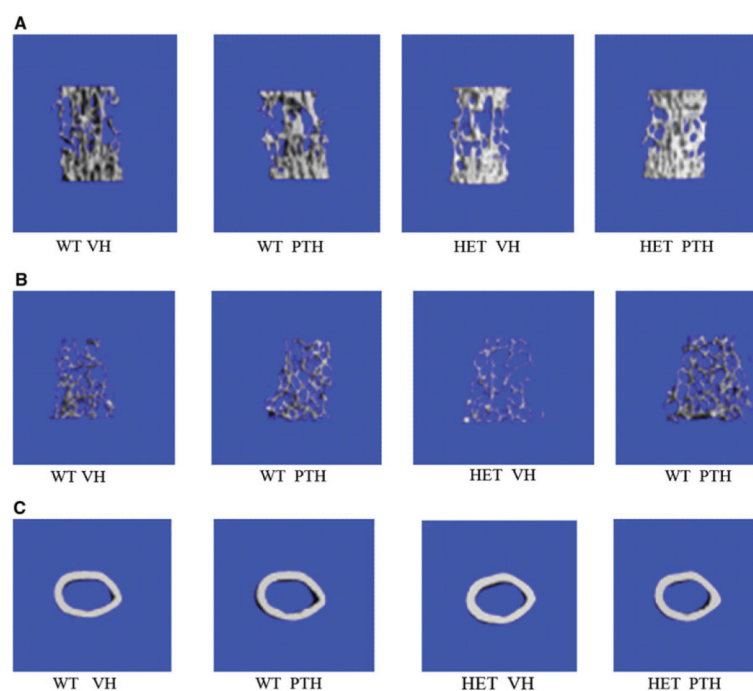 A
WT VH WT PTH HET VH HET PTH
B
WT VH WT PTH HET VH WT PTH
C
WT VH WT PTH HET VH HET PTH